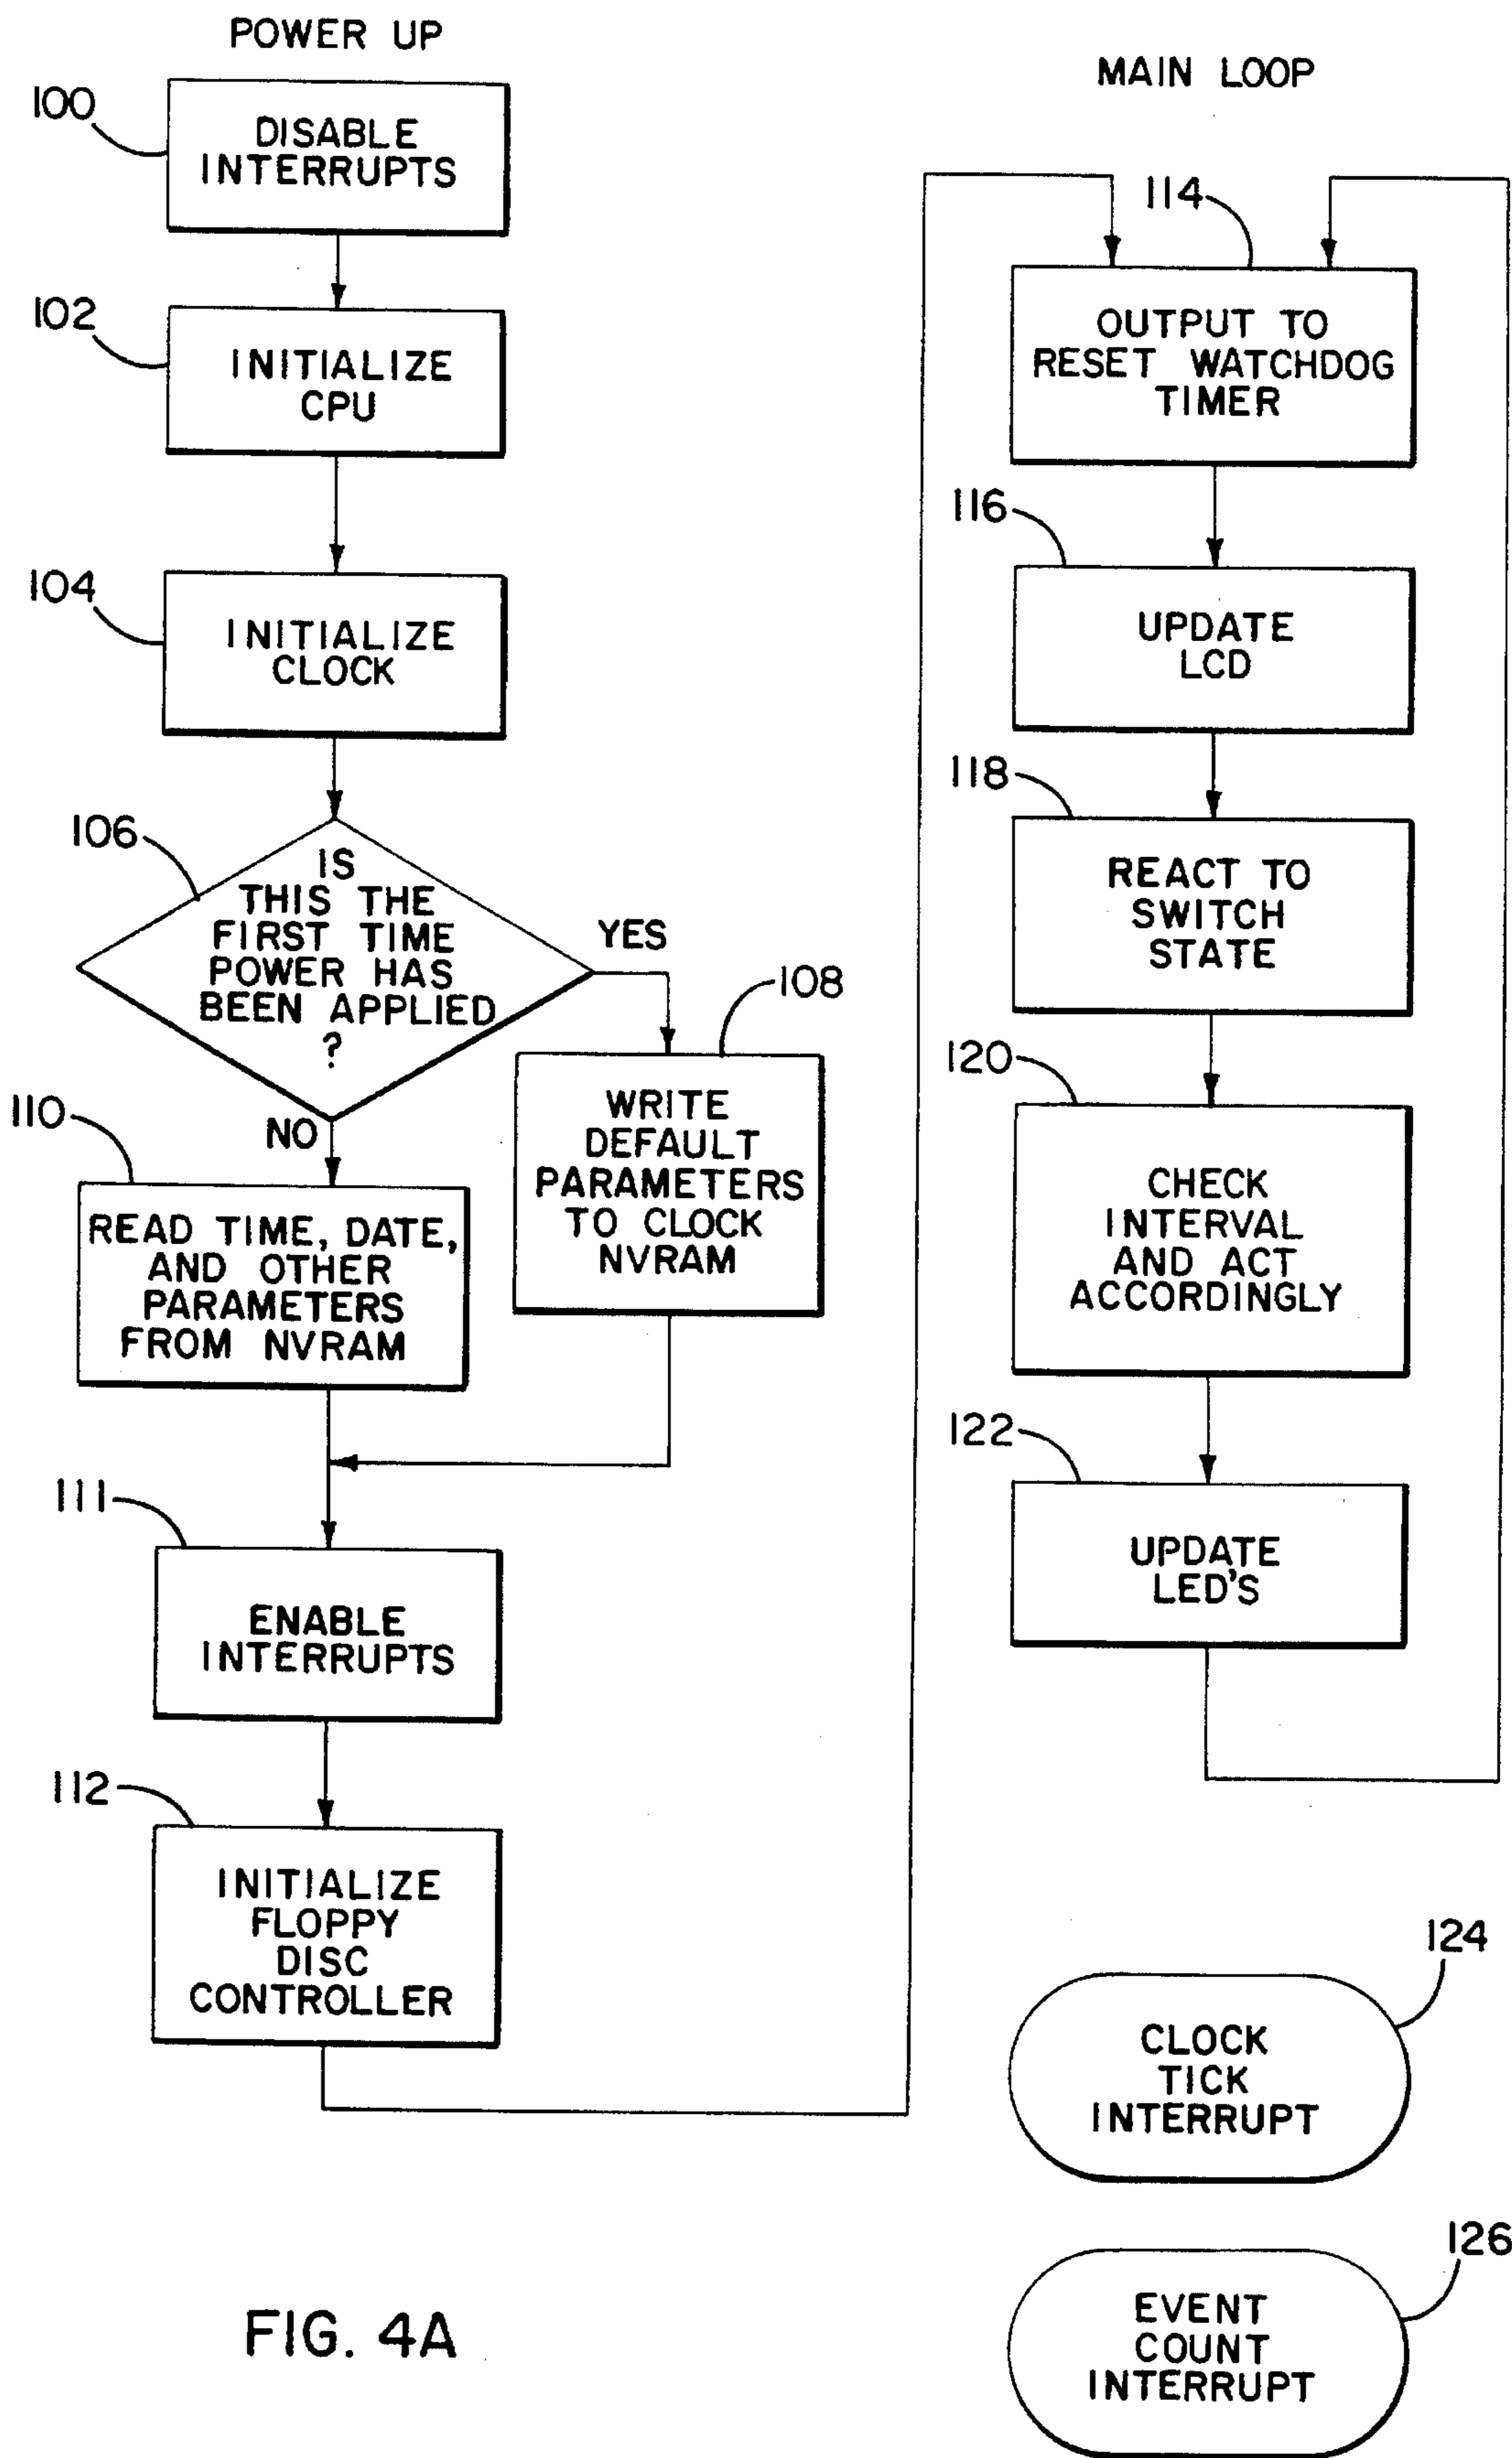 POWER UP
100
DISABLE
INTERRUPTS
102
INITIALIZE
CPU
104
INITIALIZE
CLOCK
106
IS
THIS THE
FIRST TIME
POWER HAS
BEEN APPLIED
?
YES
NO
108
WRITE
DEFAULT
PARAMETERS
TO CLOCK
NVRAM
110
READ TIME, DATE,
AND OTHER
PARAMETERS
FROM NVRAM
111
ENABLE
INTERRUPTS
112
INITIALIZE
FLOPPY
DISC
CONTROLLER
MAIN LOOP
114
OUTPUT TO
RESET WATCHDOG
TIMER
116
UPDATE
LCD
118
REACT TO
SWITCH
STATE
120
CHECK
INTERVAL
AND ACT
ACCORDINGLY
122
UPDATE
LED'S
124
CLOCK
TICK
INTERRUPT
126
EVENT
COUNT
INTERRUPT
FIG. 4A